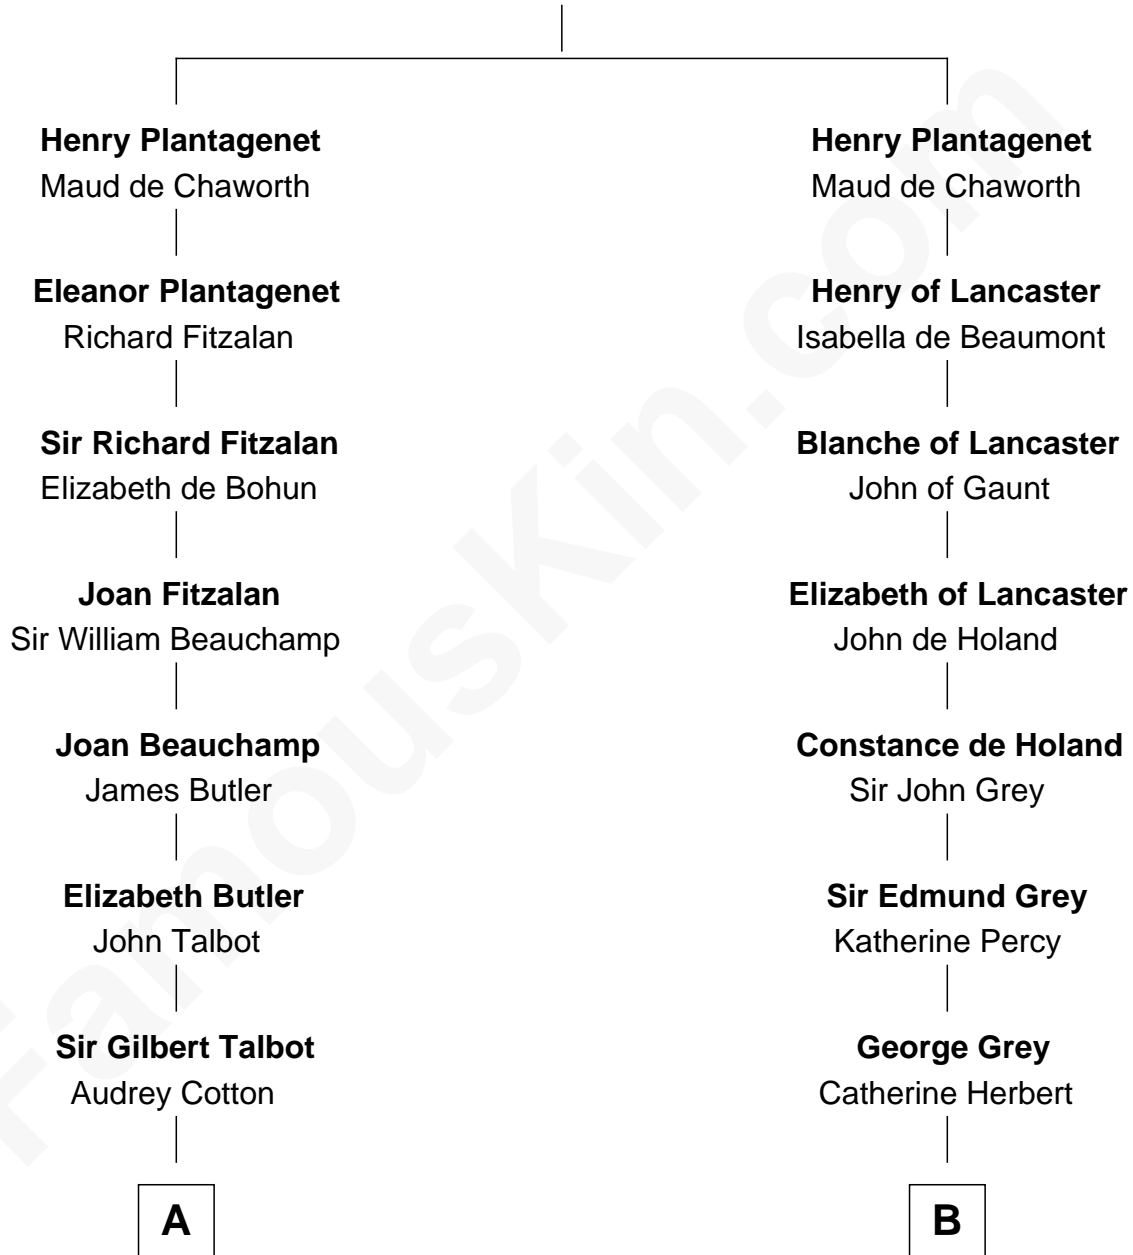 Henry Plantagenet
Maud de Chaworth
Eleanor Plantagenet
Richard Fitzalan
Sir Richard Fitzalan
Elizabeth de Bohun
Joan Fitzalan
Sir William Beauchamp
Joan Beauchamp
James Butler
Elizabeth Butler
John Talbot
Sir Gilbert Talbot
Audrey Cotton
A
Henry Plantagenet
Maud de Chaworth
Henry of Lancaster
Isabella de Beaumont
Blanche of Lancaster
John of Gaunt
Elizabeth of Lancaster
John de Holand
Constance de Holand
Sir John Grey
Sir Edmund Grey
Katherine Percy
George Grey
Catherine Herbert
B
FamousKin.com